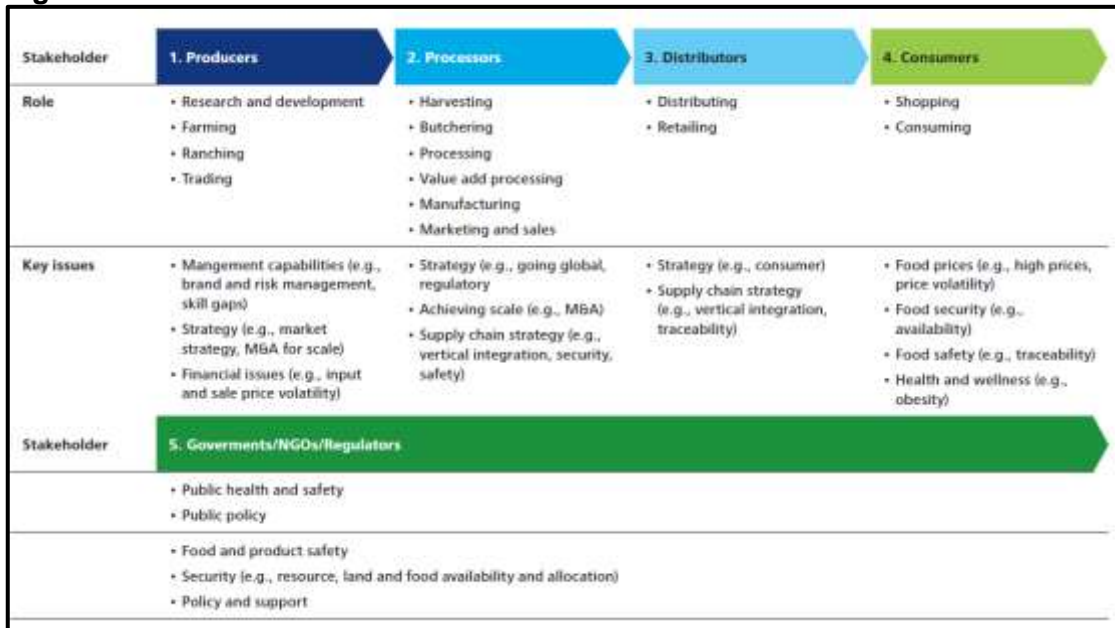 Stakeholder
1. Producers
2. Processors
3. Distributors
4. Consumers
Role
• Research and development
• Farming
• Ranching
• Trading
• Harvesting
• Butchering
• Processing
• Value add processing
• Manufacturing
• Marketing and sales
• Distributing
• Retailing
• Shopping
• Consuming
Key issues
• Mangement capabilities (e.g.,
brand and risk management,
skill gaps)
• Strategy (e.g., market
strategy, M&A for scale)
• Financial issues (e.g., input
and sale price volatility)
• Strategy (e.g., going global,
regulatory
• Achieving scale (e.g., M&A)
• Supply chain strategy (e.g.,
vertical integration, security,
safety)
• Strategy (e.g., consumer)
• Supply chain strategy
(e.g., vertical integration,
traceability)
• Food prices (e.g., high prices,
price volatility)
• Food security (e.g.,
availability)
• Food safety (e.g., traceability)
• Health and wellness (e.g.,
obesity)
Stakeholder
5. Goverments/NGOs/Regulators
• Public health and safety
• Public policy
• Food and product safety
• Security (e.g., resource, land and food availability and allocation)
• Policy and support